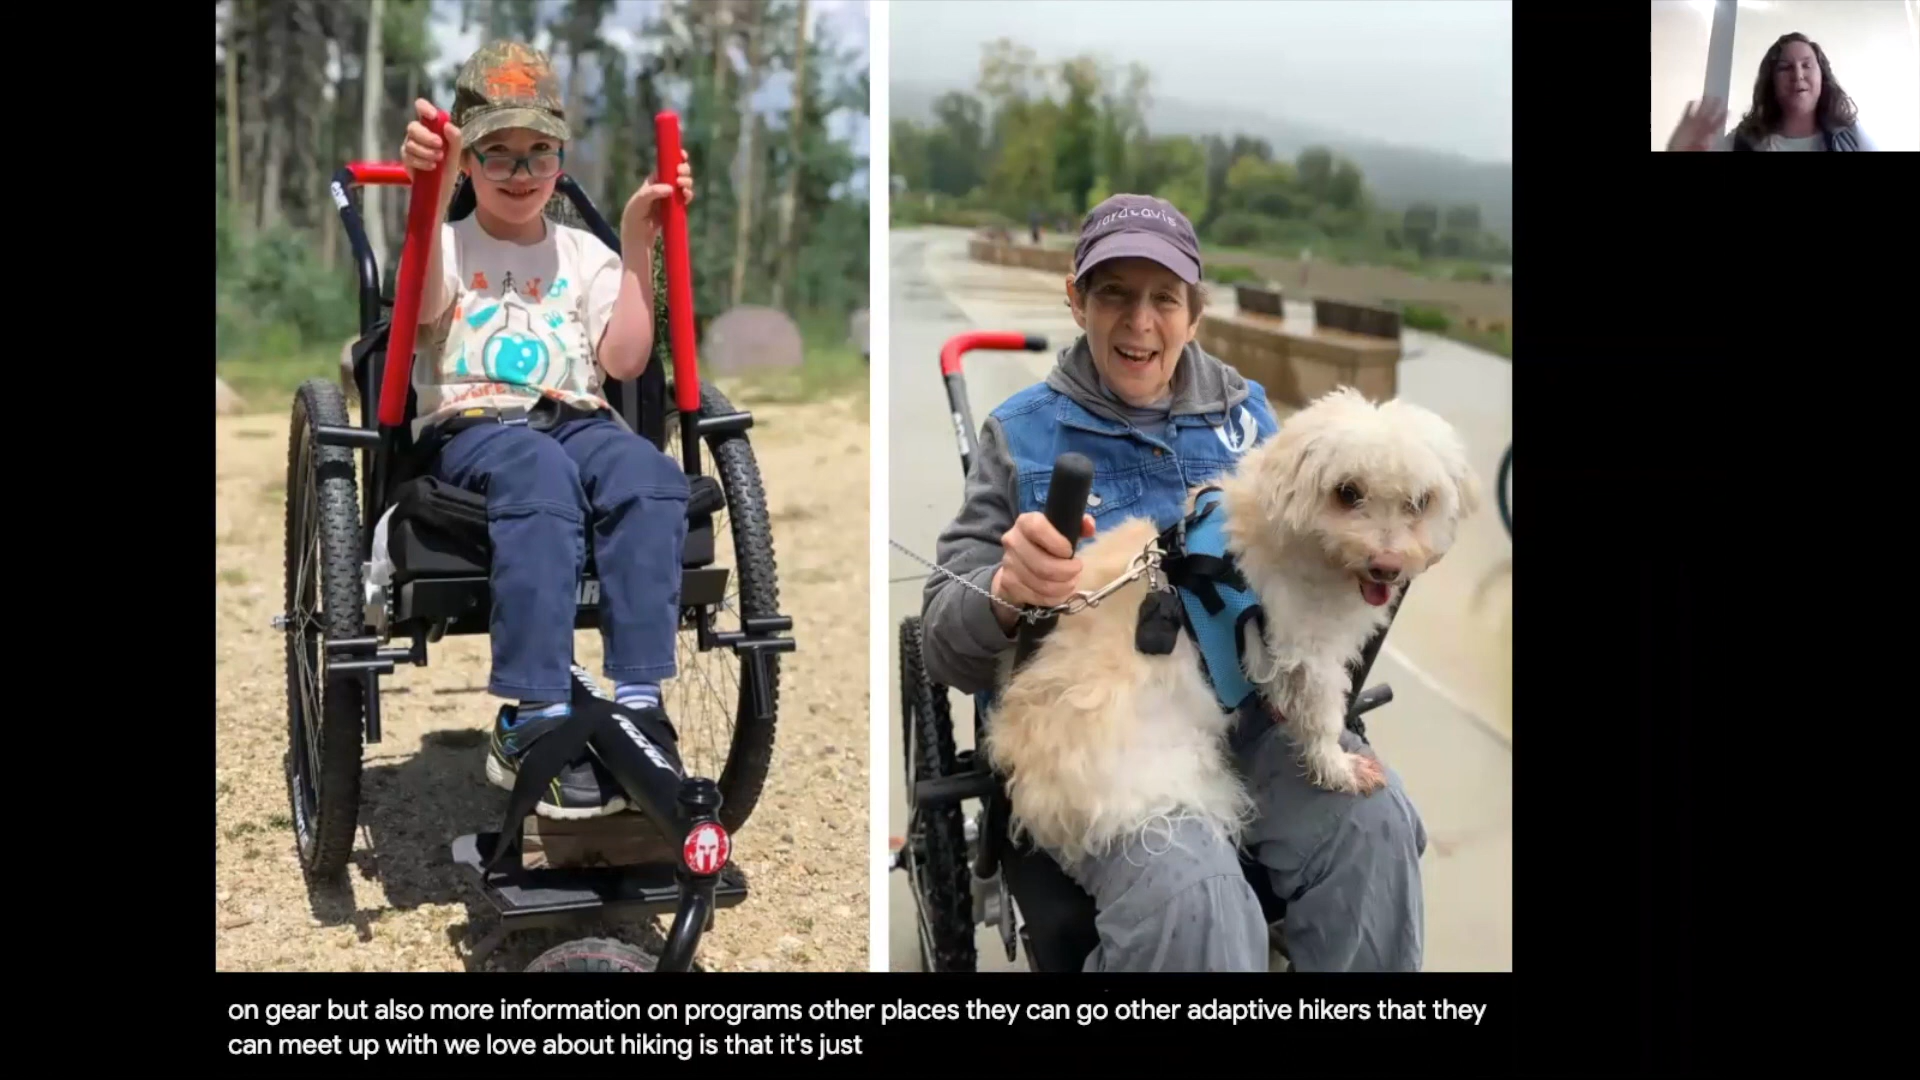 on gear but also more information on programs other places they can go other adaptive hikers that they
can meet up with we love about hiking is that it's just